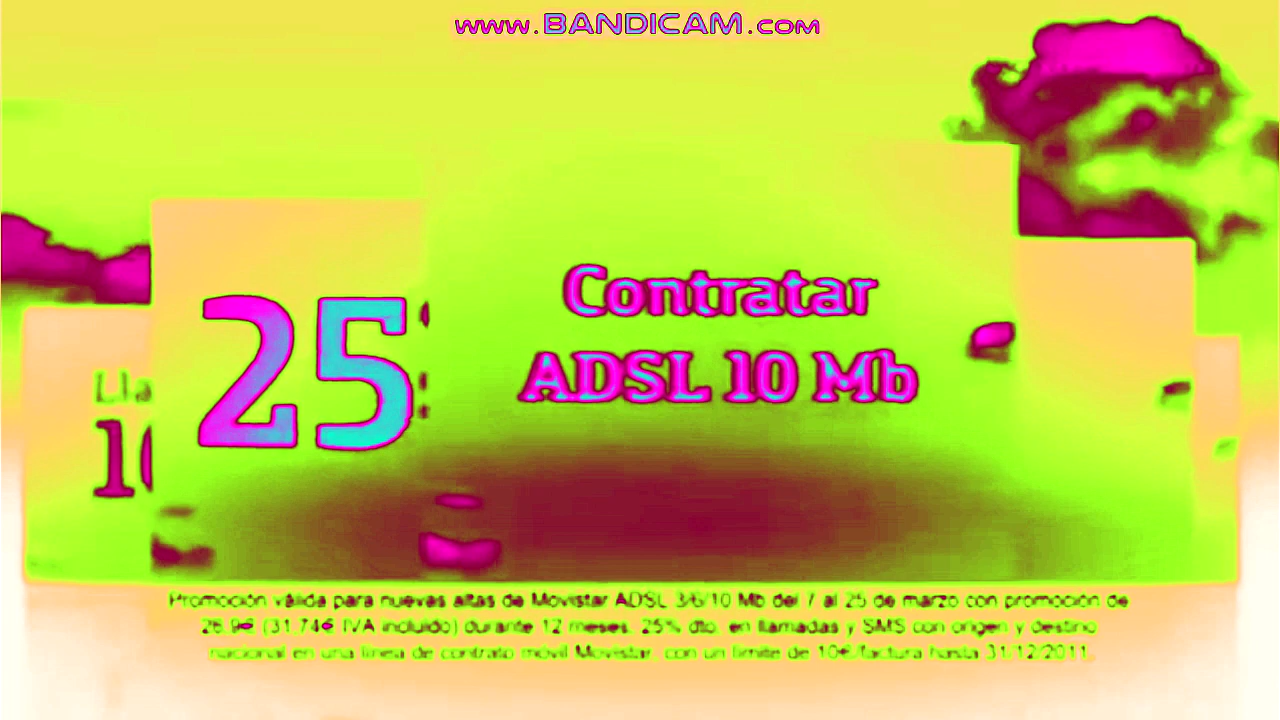 www.BANDICAM.com
Contratar
25
ADSL 10 Mb
Lla
10
Promoción válida para nuevas altas de Movistar ADSL 3/6/10 Mb del 7 al 25 de marzo con promoción de
26.9€ (31.74€ IVA incluido) durante 12 meses. 25% dto. en llamadas y SMS con origen y destino
nacional en una línea de contrato móvil Movistar. con un límite de 10€/factura hasta 31/12/2011.